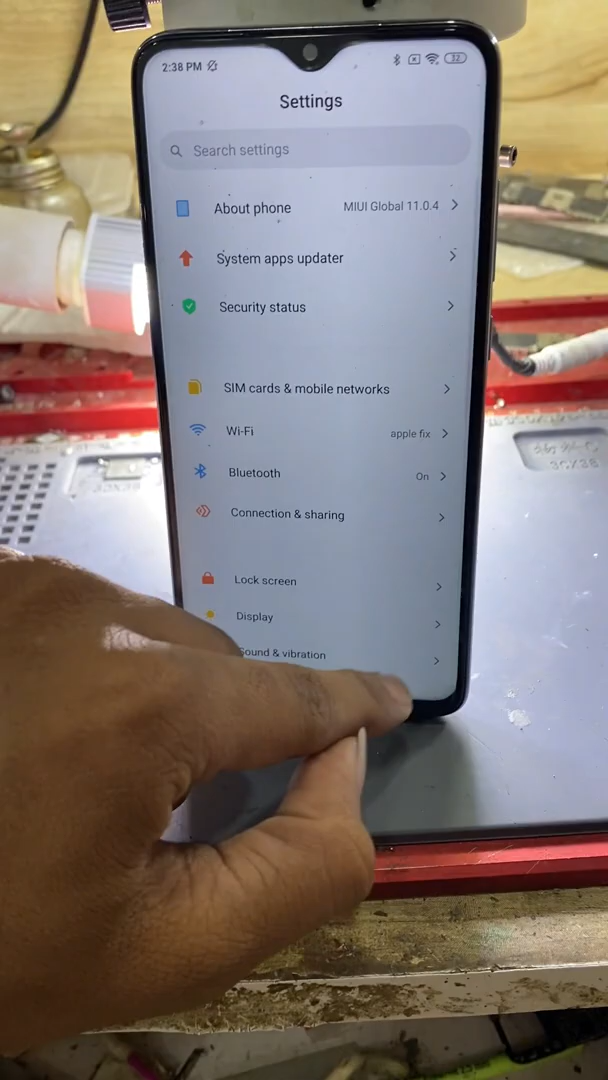 2:38 PM
32
Settings
Search settings
About phone MIUI Global 11.0.4
System apps updater
Security status
SIM cards & mobile networks
Wi-Fi apple fix
Bluetooth On
Connection & sharing
Lock screen
Display
Sound & vibration